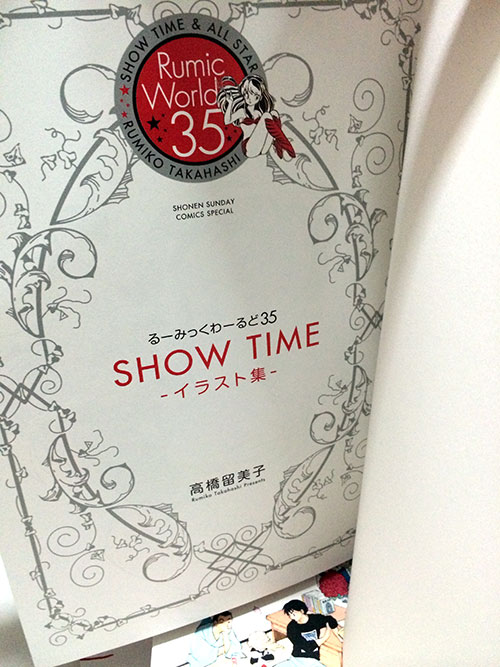 SHOW TIME & ALL STAR
Rumic
World
35
RUMIKO TAKAHASHI
SHONEN SUNDAY
COMICS SPECIAL
るーみっくわーるど35
SHOW TIME
-イラスト集-
高橋留美子
Rumiko Takahashi Presents